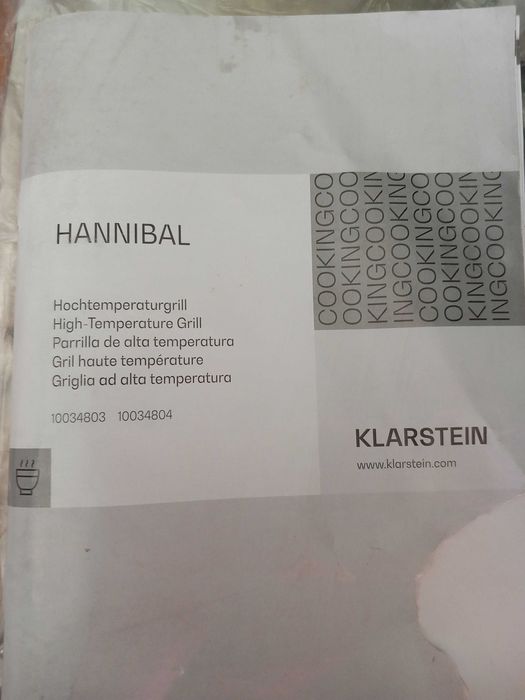 HANNIBAL
Hochtemperaturgrill
High-Temperature Grill
Parrilla de alta temperatura
Gril haute température
Griglia ad alta temperatura
10034803 10034804
COOKINGCO
OOKINGCOO
KINGCOOKIN
INGCOOKING
COOKINGCO
OOKINGCOO
KINGCOOKIN
INGCOOKING
KLARSTEIN
www.klarstein.com